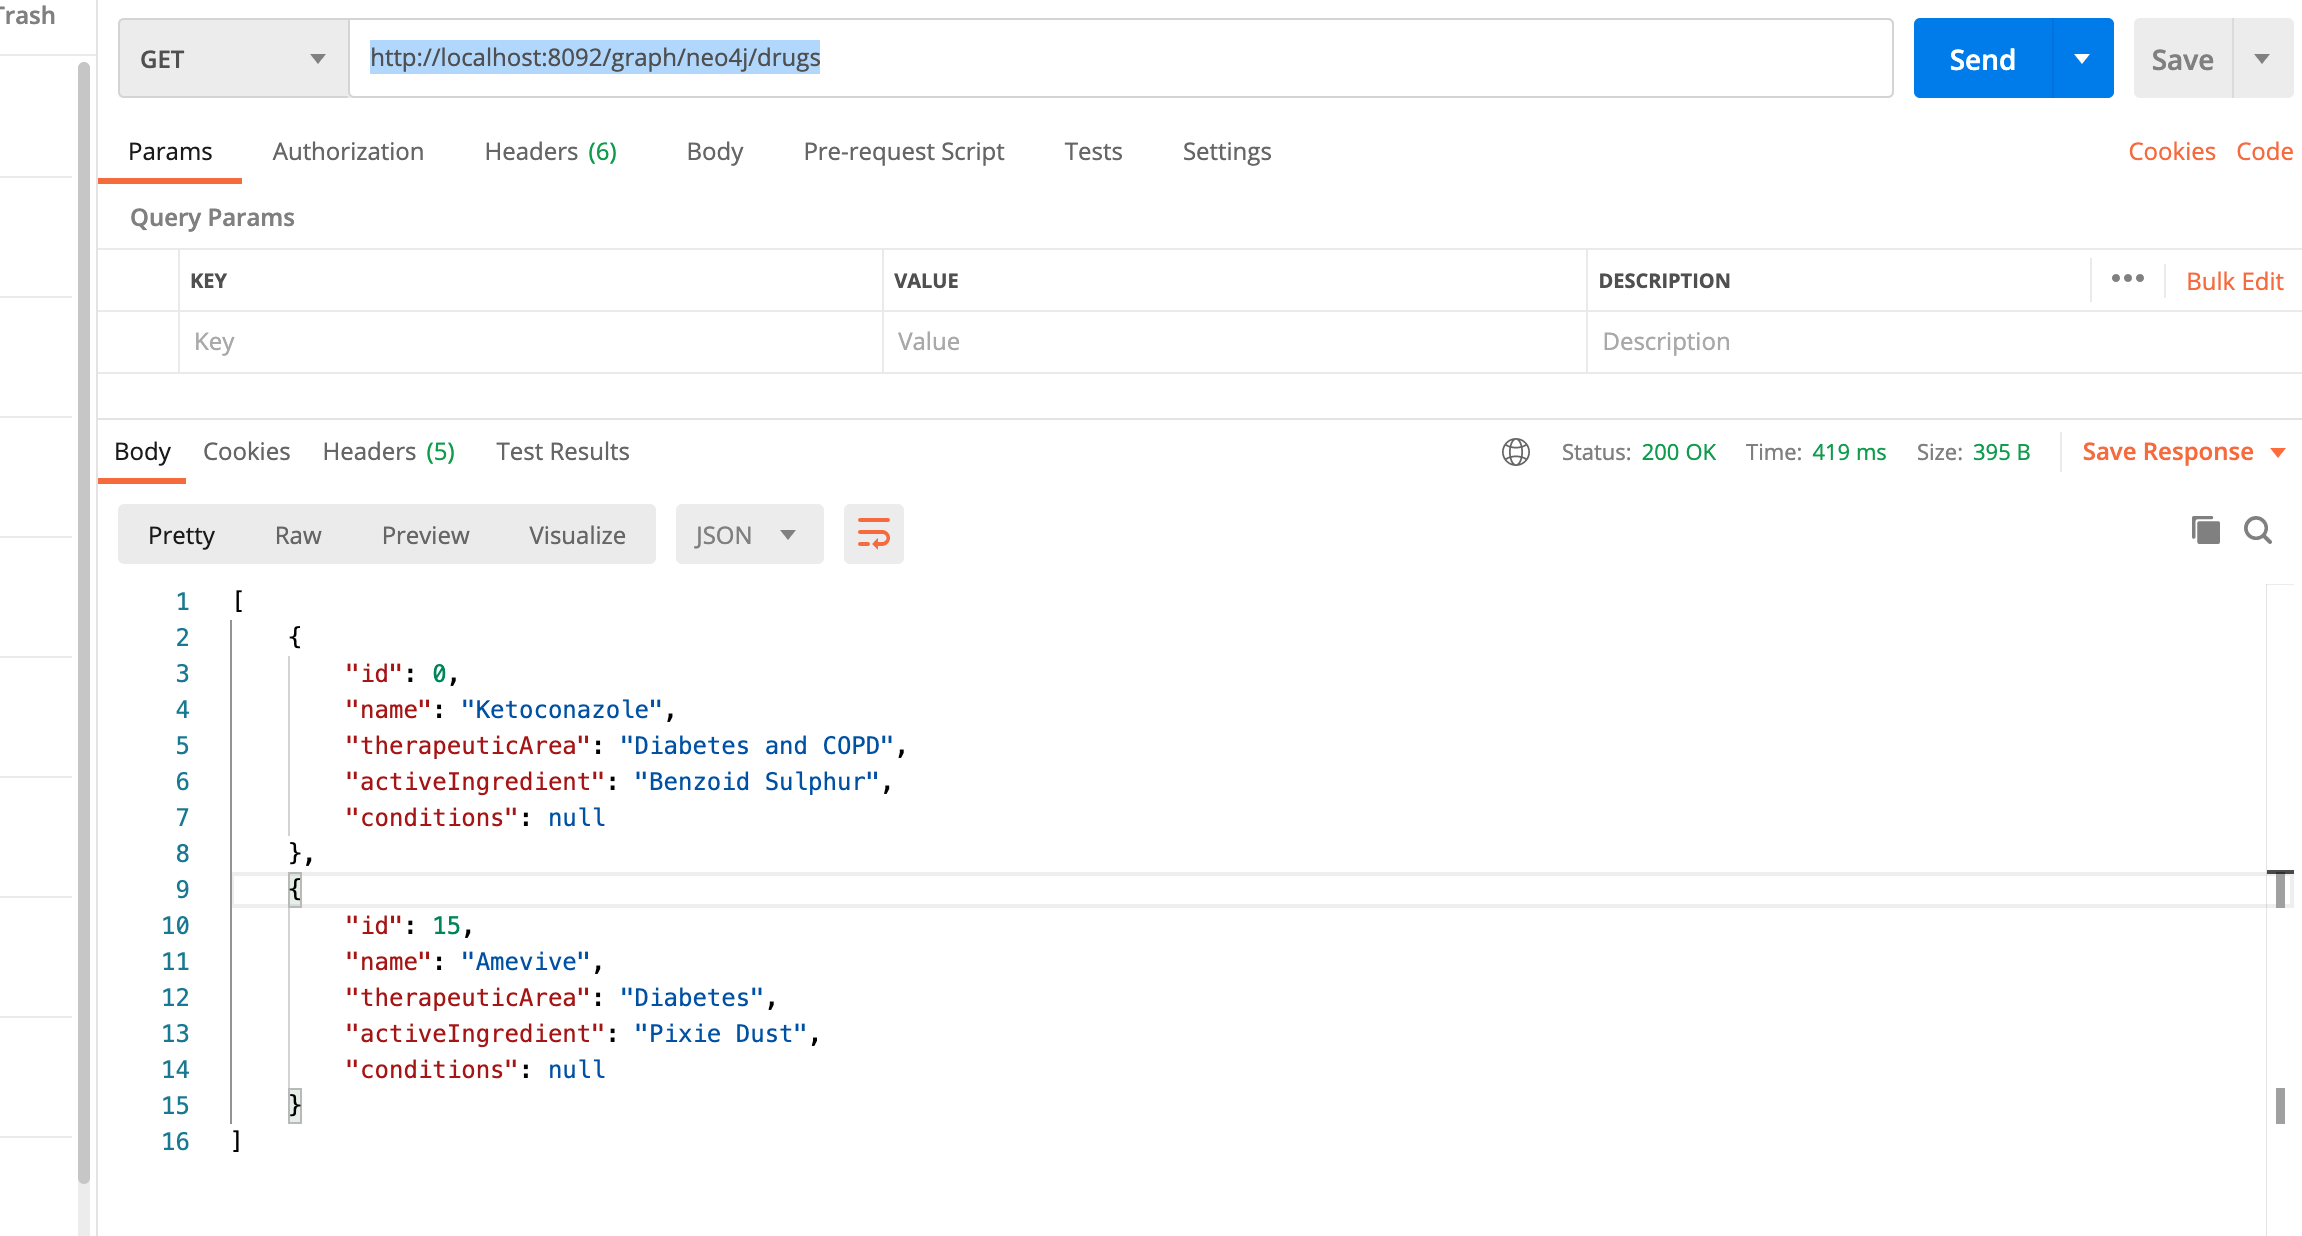 Trash
GET http://localhost:8092/graph/neo4j/drugs Send Save
Params Authorization Headers (6) Body Pre-request Script Tests Settings Cookies Code
Query Params
KEY VALUE DESCRIPTION ••• Bulk Edit
Key Value Description
Body Cookies Headers (5) Test Results Status: 200 OK Time: 419 ms Size: 395 B Save Response
Pretty Raw Preview Visualize JSON
1 [
2 {
3 "id": 0,
4 "name": "Ketoconazole",
5 "therapeuticArea": "Diabetes and COPD",
6 "activeIngredient": "Benzoid Sulphur",
7 "conditions": null
8 },
9 {
10 "id": 15,
11 "name": "Amevive",
12 "therapeuticArea": "Diabetes",
13 "activeIngredient": "Pixie Dust",
14 "conditions": null
15 }
16 ]